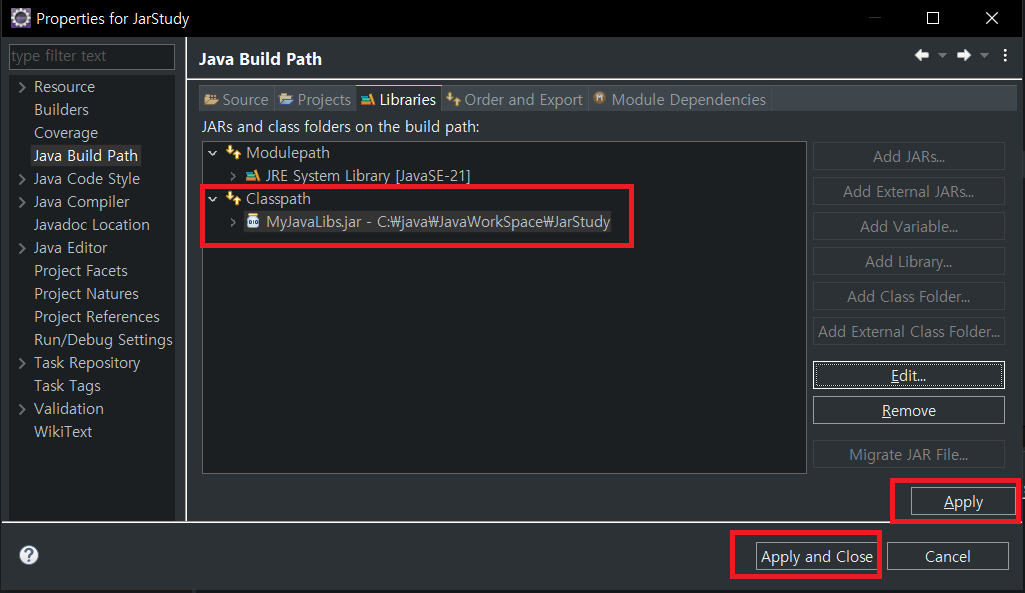 Properties for JarStudy
type filter text
Resource
Builders
Coverage
Java Build Path
Java Code Style
Java Compiler
Javadoc Location
Java Editor
Project Facets
Project Natures
Project References
Run/Debug Settings
Task Repository
Task Tags
Validation
WikiText
Java Build Path
Source Projects Libraries Order and Export Module Dependencies
JARs and class folders on the build path:
Modulepath
JRE System Library [JavaSE-21]
Classpath
MyJavaLibs.jar - C:₩java₩JavaWorkSpace₩JarStudy
Add JARs...
Add External JARs...
Add Variable...
Add Library...
Add Class Folder...
Add External Class Folder...
Edit...
Remove
Migrate JAR File...
Apply
Apply and Close
Cancel